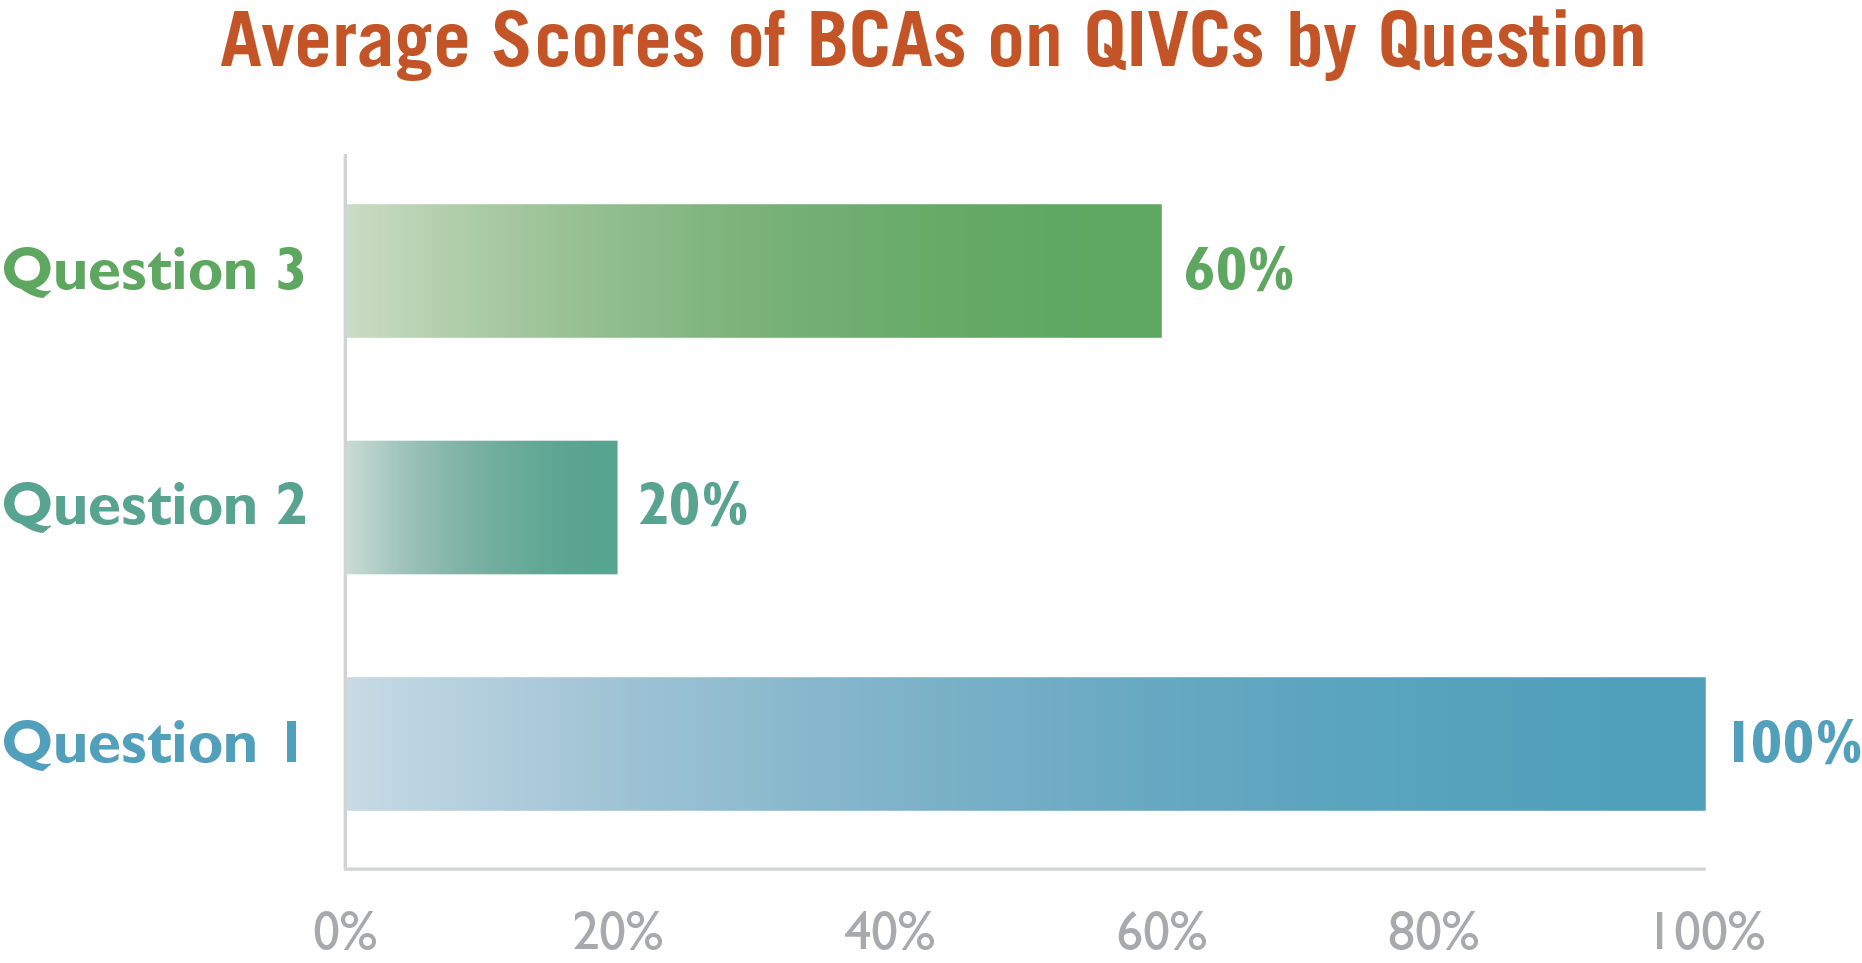 Average Scores of BCAs on QIVCs by Question
Question 3 60%
Question 2 20%
Question 1 100%
0% 20% 40% 60% 80% 100%